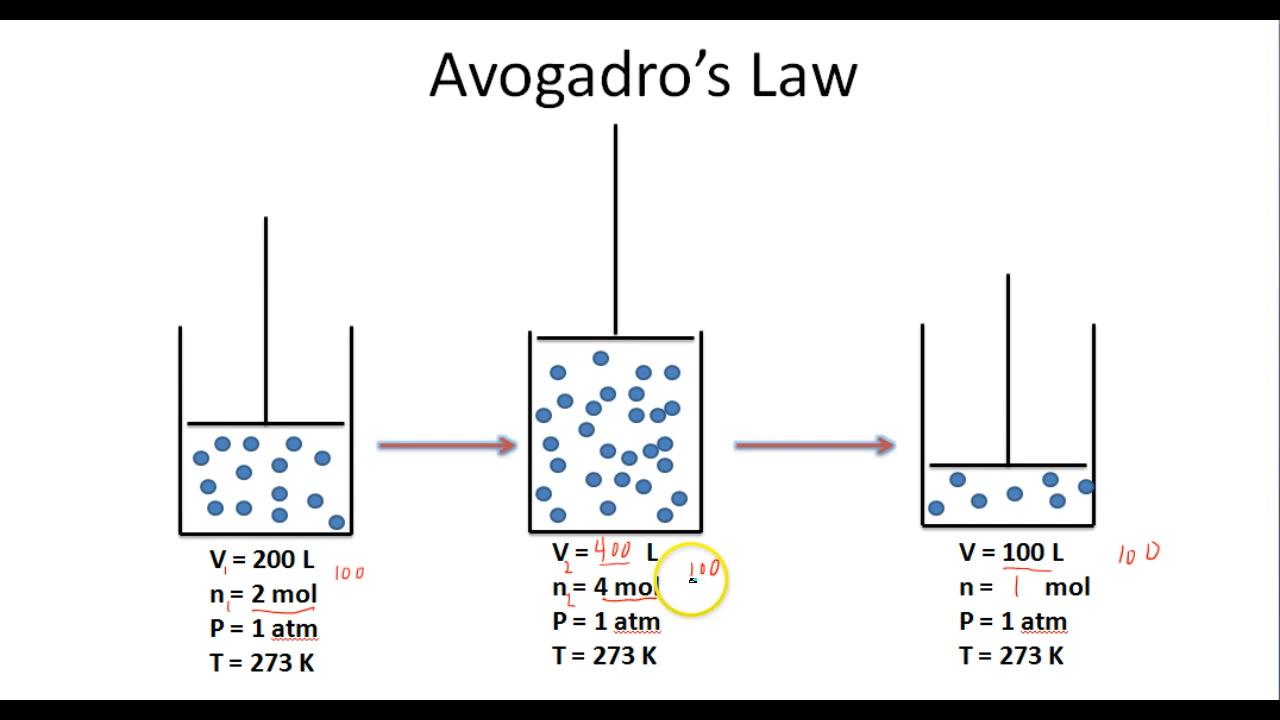 Avogadro's Law
V1 = 200 L
n1 = 2 mol
100
P = 1 atm
T = 273 K
V2 = 400 L
n2 = 4 mol
100
P = 1 atm
T = 273 K
V = 100 L
n = 1 mol
100
P = 1 atm
T = 273 K